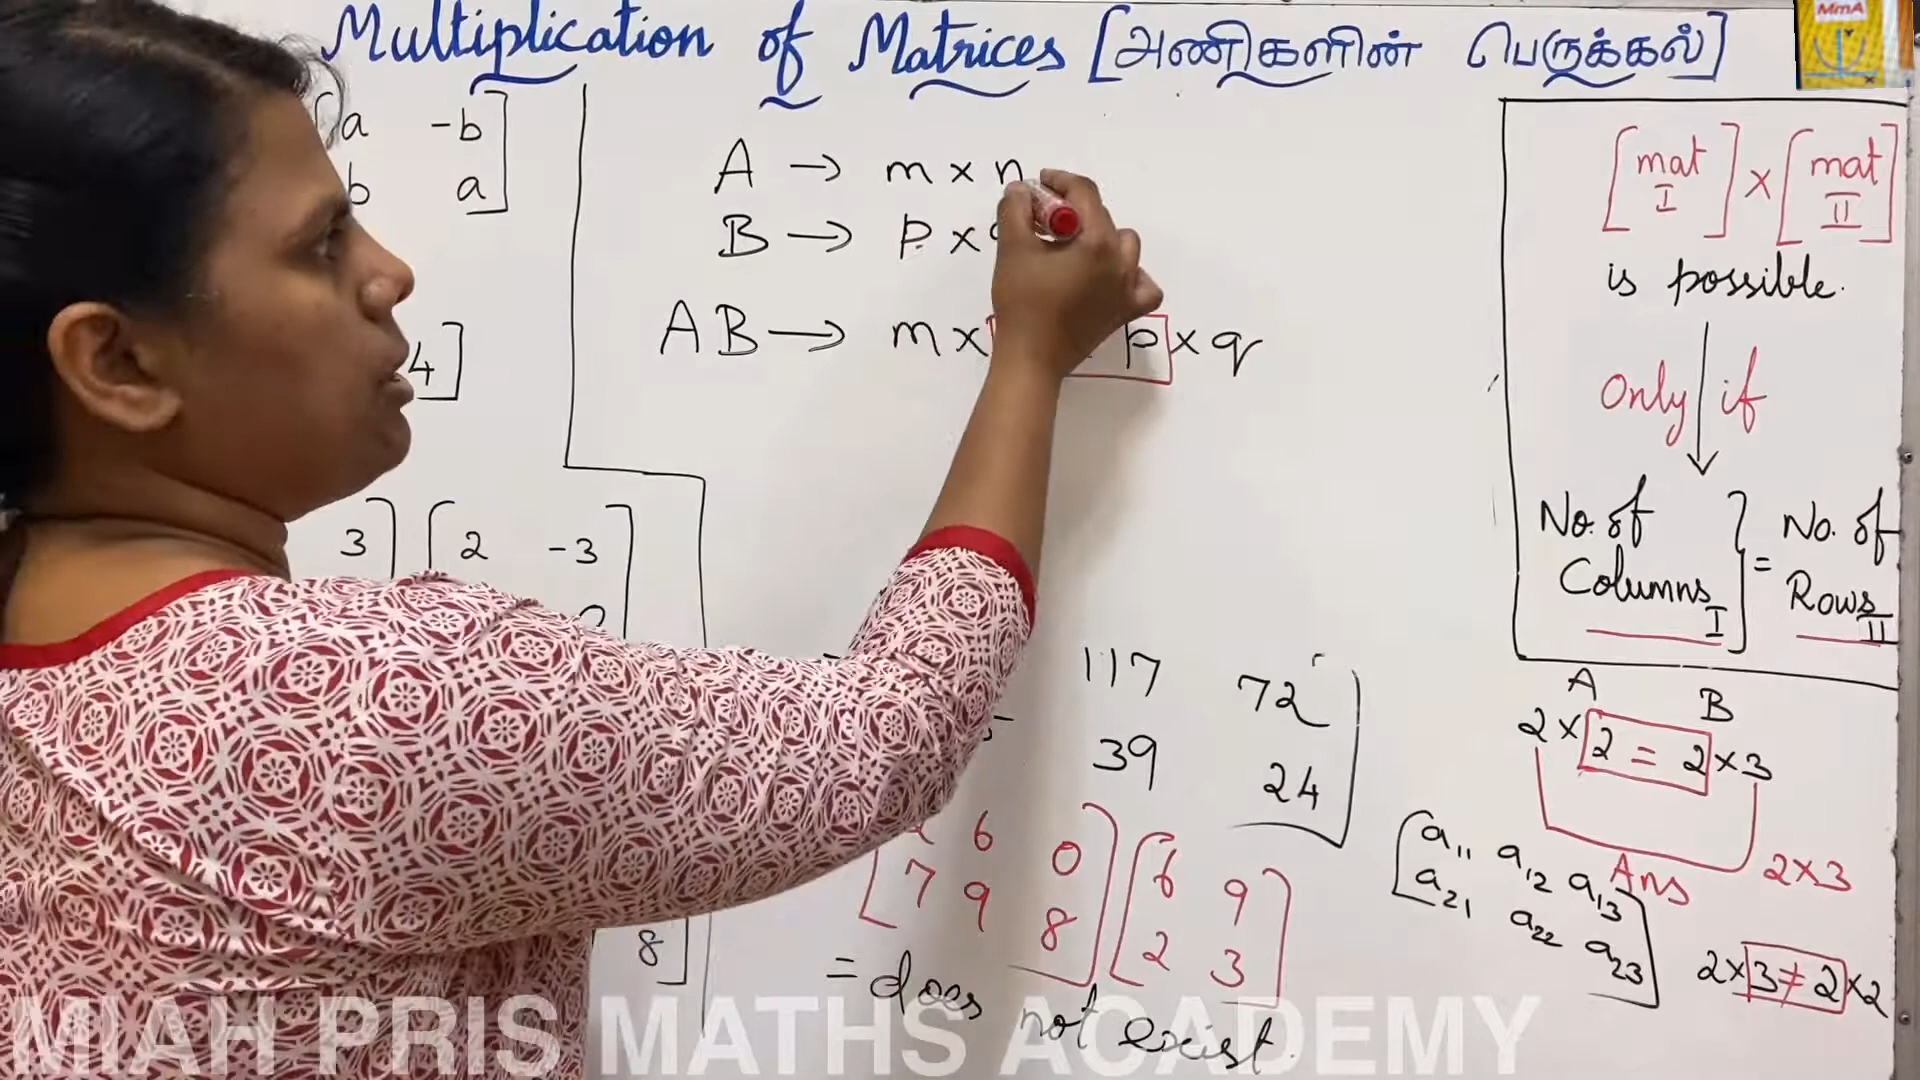 Multiplication of Matrices [அணிகளின் பெருக்கல்]
MmA
a -b
b a
4]
3] [2 -3
8
A → m × n
B → p ×
AB → m × p × q
117 72
39 24
6 0
7 9 8
6 9
2 3
= does not exist.
[mat I] × [mat II]
is possible.
Only if
No. of Columns I } = No. of Rows II
A B
2 × 2 = 2 × 3
Ans 2×3
a11 a12 a13
a21 a22 a23
2×3 ≠ 2×2
MIAH PRIS MATHS ACADEMY